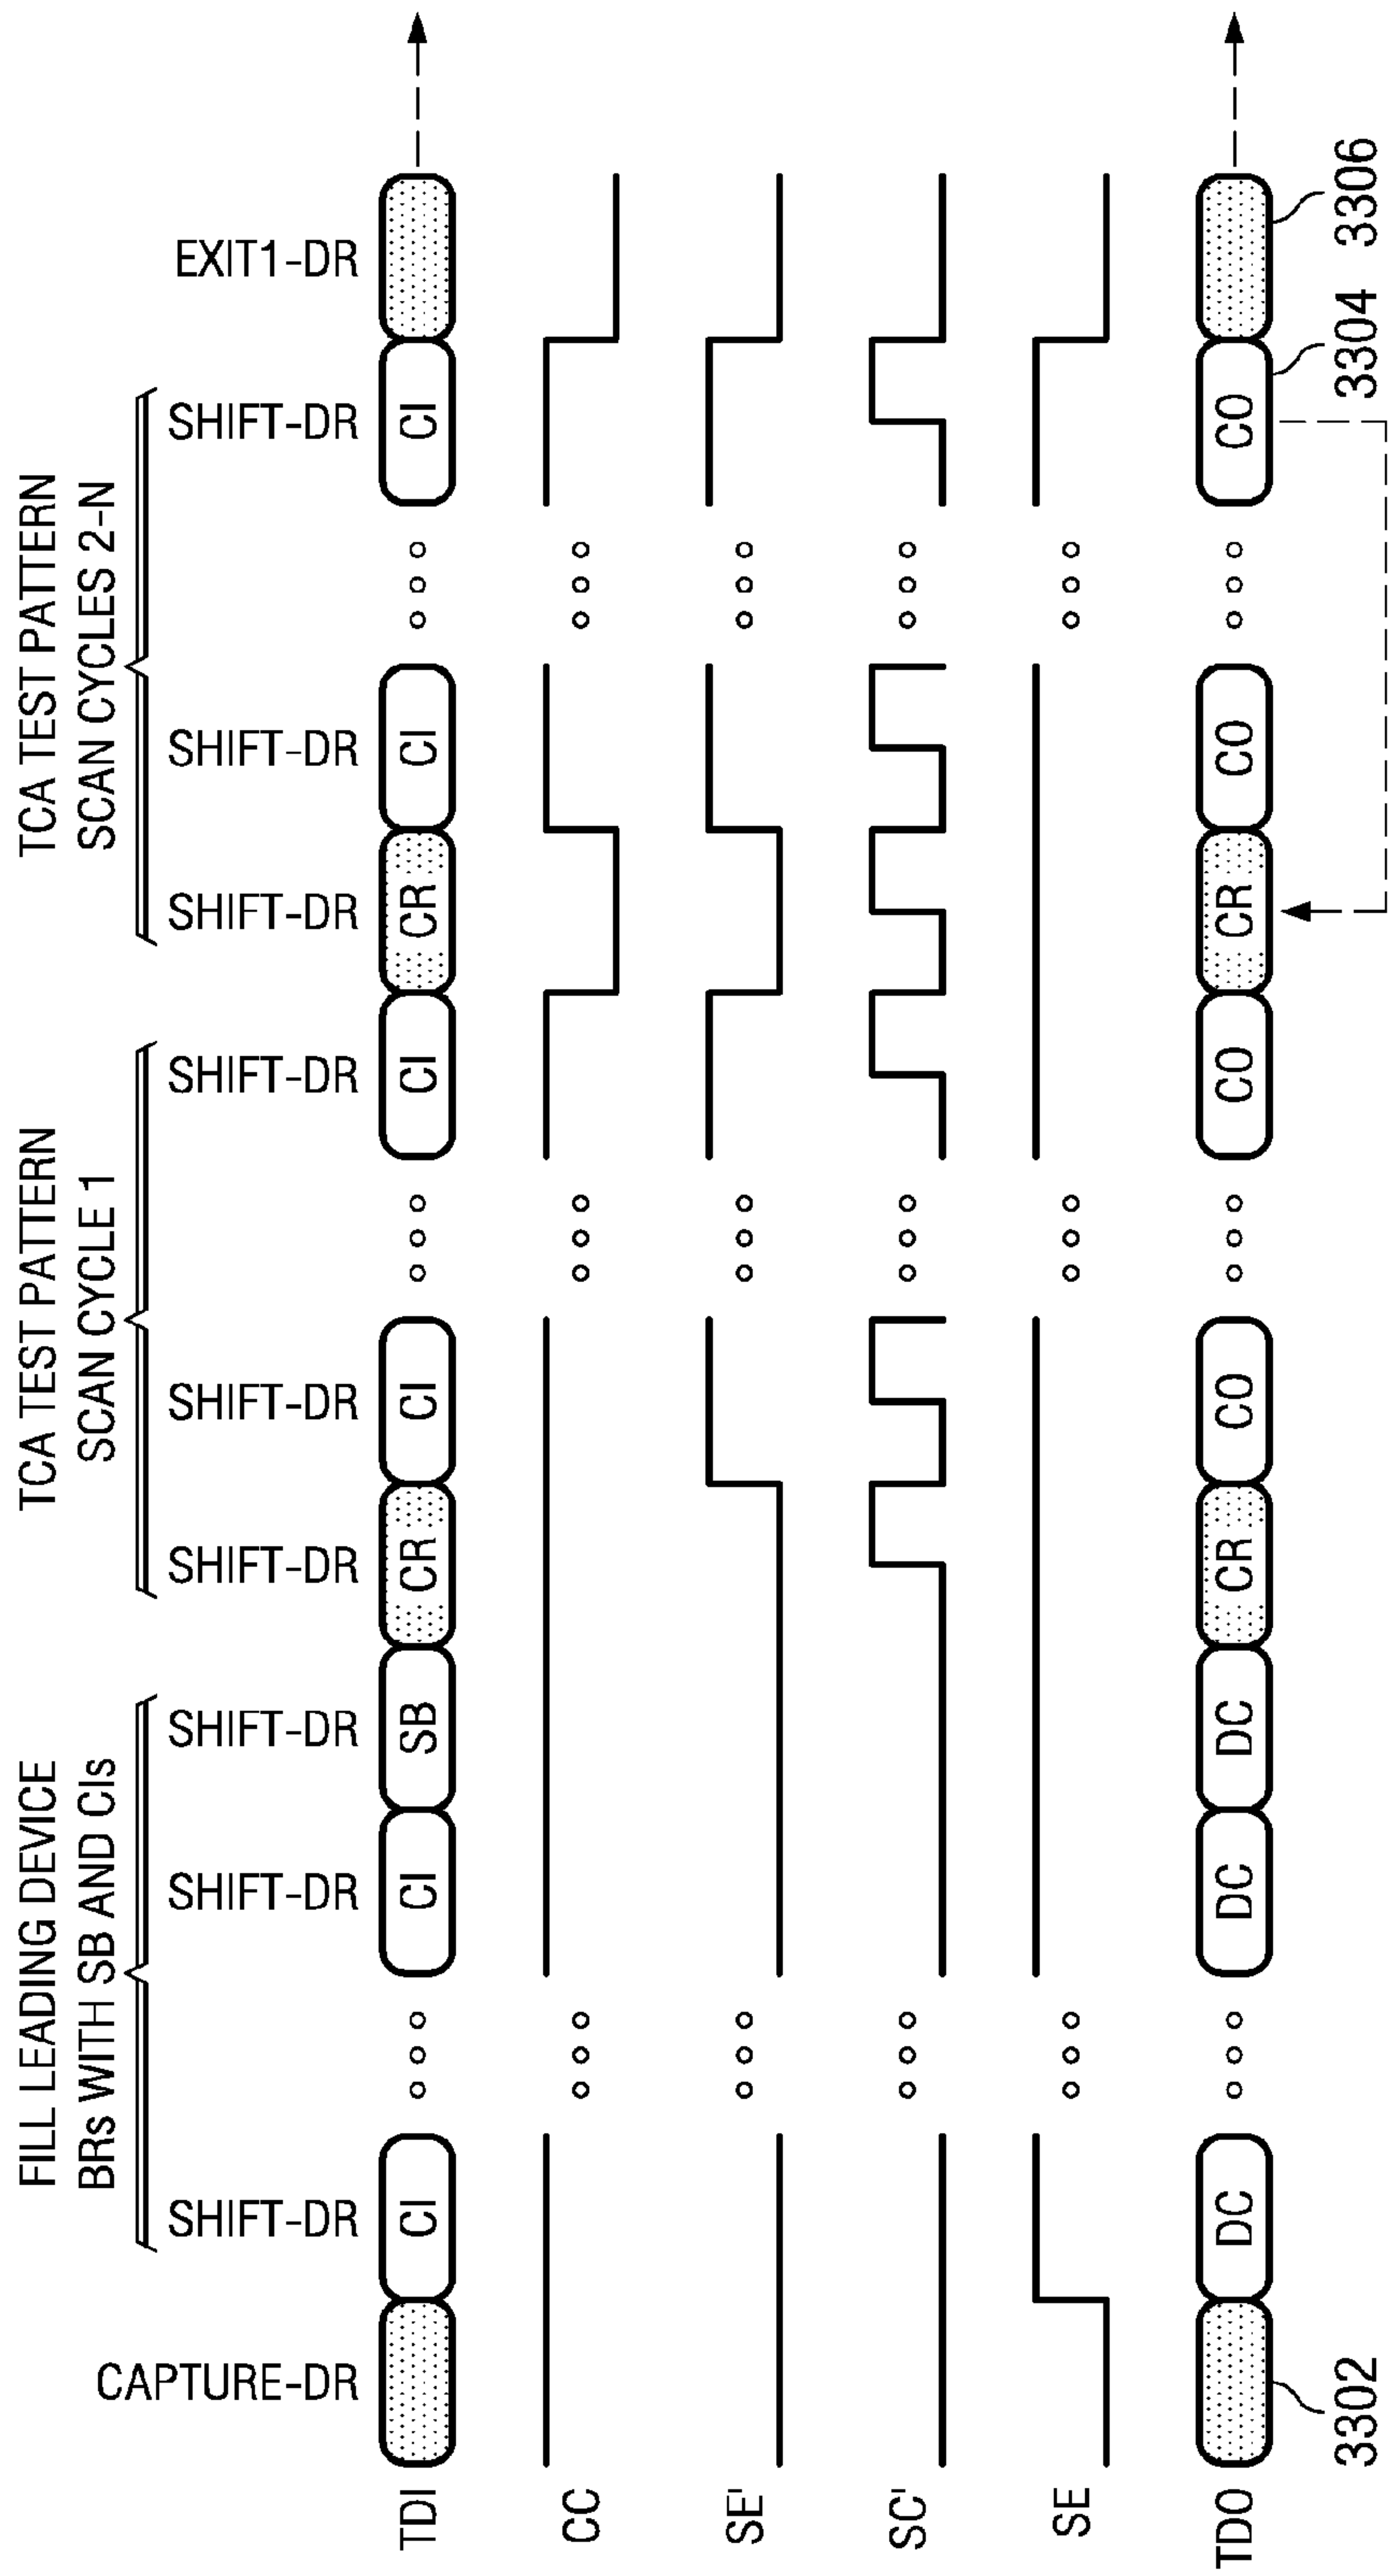 FILL LEADING DEVICE
BRs WITH SB AND CIs
TCA TEST PATTERN
SCAN CYCLE 1
TCA TEST PATTERN
SCAN CYCLES 2-N
CAPTURE-DR
SHIFT-DR
SHIFT-DR
SHIFT-DR
SHIFT-DR
SHIFT-DR
SHIFT-DR
SHIFT-DR
SHIFT-DR
SHIFT-DR
EXIT1-DR
TDI
CI
CI
SB
CR
CI
CI
CR
CI
CI
CC
SE'
SC'
SE
TDO
DC
DC
DC
CR
CO
CO
CR
CO
CO
3302
3304
3306